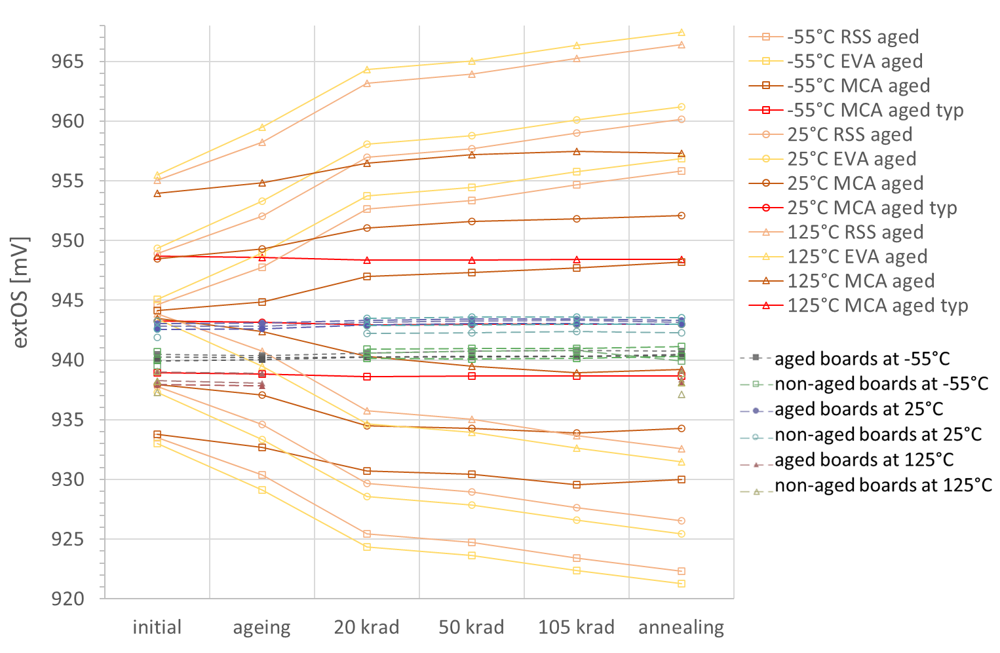 extOS [mV]
965
960
955
950
945
940
935
930
925
920
initial
ageing
20 krad
50 krad
105 krad
annealing
-55°C RSS aged
-55°C EVA aged
-55°C MCA aged
-55°C MCA aged typ
25°C RSS aged
25°C EVA aged
25°C MCA aged
25°C MCA aged typ
125°C RSS aged
125°C EVA aged
125°C MCA aged
125°C MCA aged typ
aged boards at -55°C
non-aged boards at -55°C
aged boards at 25°C
non-aged boards at 25°C
aged boards at 125°C
non-aged boards at 125°C